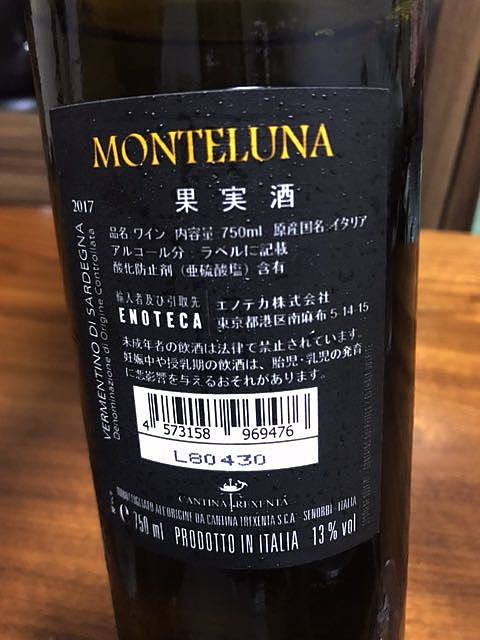 MONTELUNA
2017
果実酒
品名 ワイン 内容量 750ml 原産国名 イタリア
アルコール分 ラベルに記載
酸化防止剤（亜硫酸塩）含有
輸入者及び引取先
ENOTECA
エノテカ株式会社
東京都港区南麻布5-14-15
未成年者の飲酒は法律で禁止されています。
妊娠中や授乳期の飲酒は、胎児・乳児の発育
に悪影響を与えるおそれがあります。
VERMENTINO DI SARDEGNA
Denominazione di Origine Controllata
4 573158 969476
L80430
CANTINA TREXENTA
IMBOTTIGLIATO ALL'ORIGINE DA CANTINA TREXENTA S.C.A. SENORBÌ - ITALIA
e 750 ml PRODOTTO IN ITALIA 13% vol